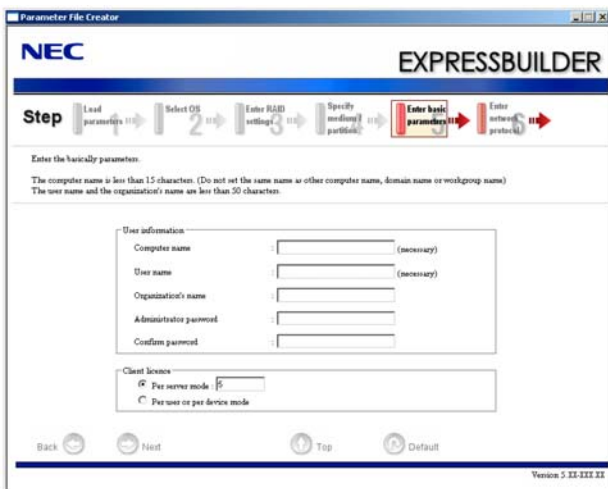 Parameter File Creator
NEC
EXPRESSBUILDER
Step
Load parameters 1
Select OS 2
Enter RAID settings 3
Specify medium / partition 4
Enter basic parameters 5
Enter network protocol 6
Enter the basically parameters.
The computer name is less than 15 characters. (Do not set the same name as other computer name, domain name or workgroup name)
The user name and the organization's name are less than 50 characters.
User information
Computer name : (necessary)
User name : (necessary)
Organization's name :
Administrator password :
Confirm password :
Client licence
Per server mode : 5
Per user or per device mode
Back
Next
Top
Default
Version 5.XX-XXX.XX